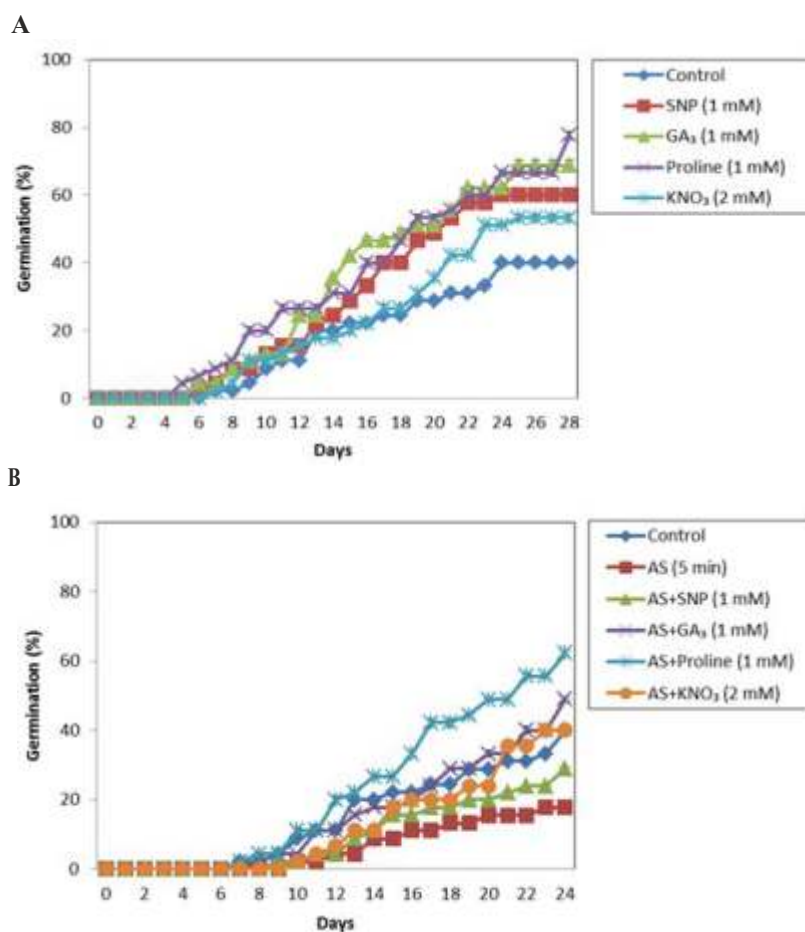 A
100
80
60
40
20
0
Germination (%)
0 2 4 6 8 10 12 14 16 18 20 22 24 26 28
Days
Control
SNP (1 mM)
GA₃ (1 mM)
Proline (1 mM)
KNO₃ (2 mM)
B
100
80
60
40
20
0
Germination (%)
0 2 4 6 8 10 12 14 16 18 20 22 24
Days
Control
AS (5 min)
AS+SNP (1 mM)
AS+GA₃ (1 mM)
AS+Proline (1 mM)
AS+KNO₃ (2 mM)